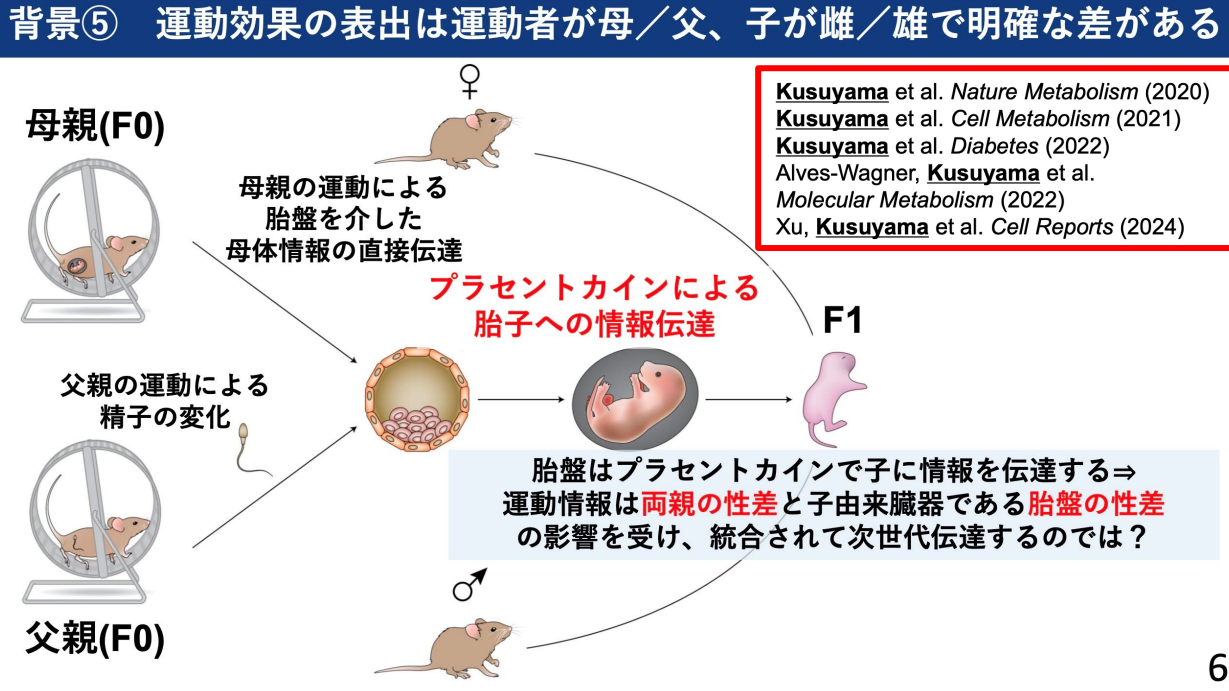 背景⑤　運動効果の表出は運動者が母／父、子が雌／雄で明確な差がある
母親(F0)
♀
Kusuyama et al. Nature Metabolism (2020)
Kusuyama et al. Cell Metabolism (2021)
Kusuyama et al. Diabetes (2022)
Alves-Wagner, Kusuyama et al.
Molecular Metabolism (2022)
Xu, Kusuyama et al. Cell Reports (2024)
母親の運動による
胎盤を介した
母体情報の直接伝達
プラセントカインによる
胎子への情報伝達
F1
父親の運動による
精子の変化
胎盤はプラセントカインで子に情報を伝達する⇒
運動情報は両親の性差と子由来臓器である胎盤の性差
の影響を受け、統合されて次世代伝達するのでは？
♂
父親(F0)
6